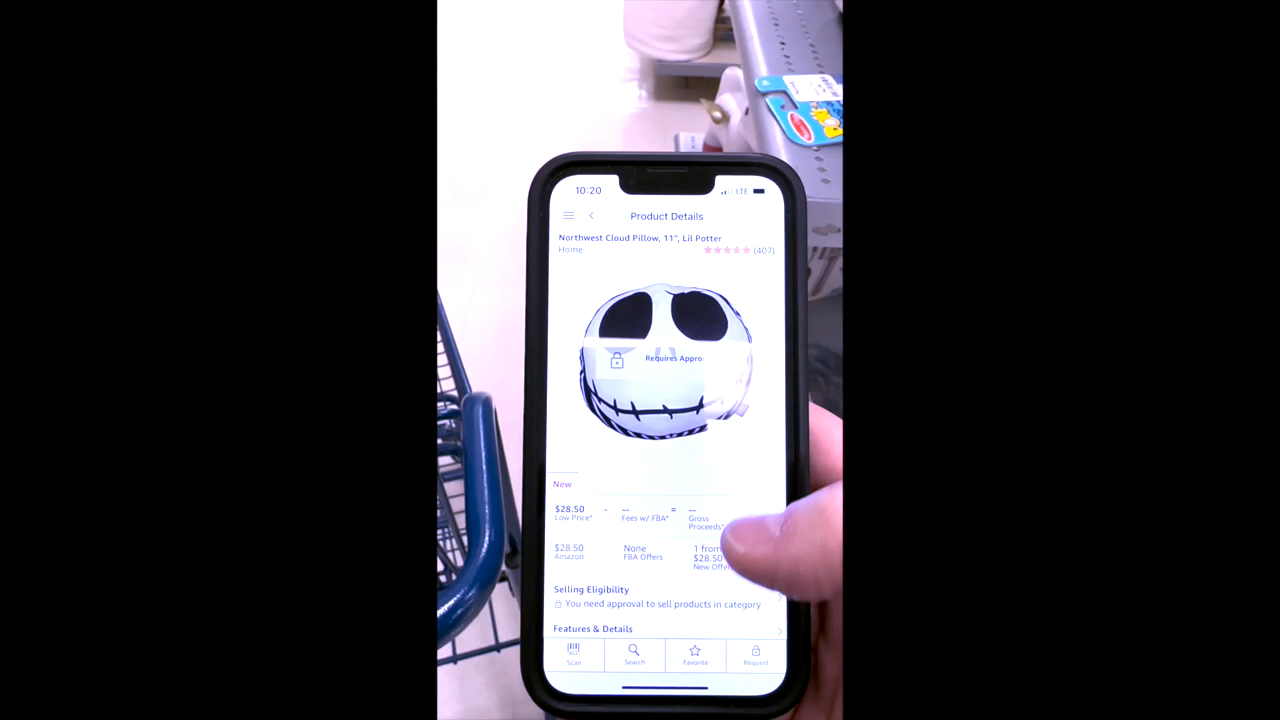 10:20
LTE
Product Details
Northwest Cloud Pillow, 11", Lil Potter
Home
(407)
Requires Appro
New
$28.50 - -- = --
Low Price* Fees w/ FBA* Gross Proceeds*
$28.50 None 1 from
Amazon FBA Offers $28.50
New Offer
Selling Eligibility
You need approval to sell products in category
Features & Details
Scan Search Favorite Request